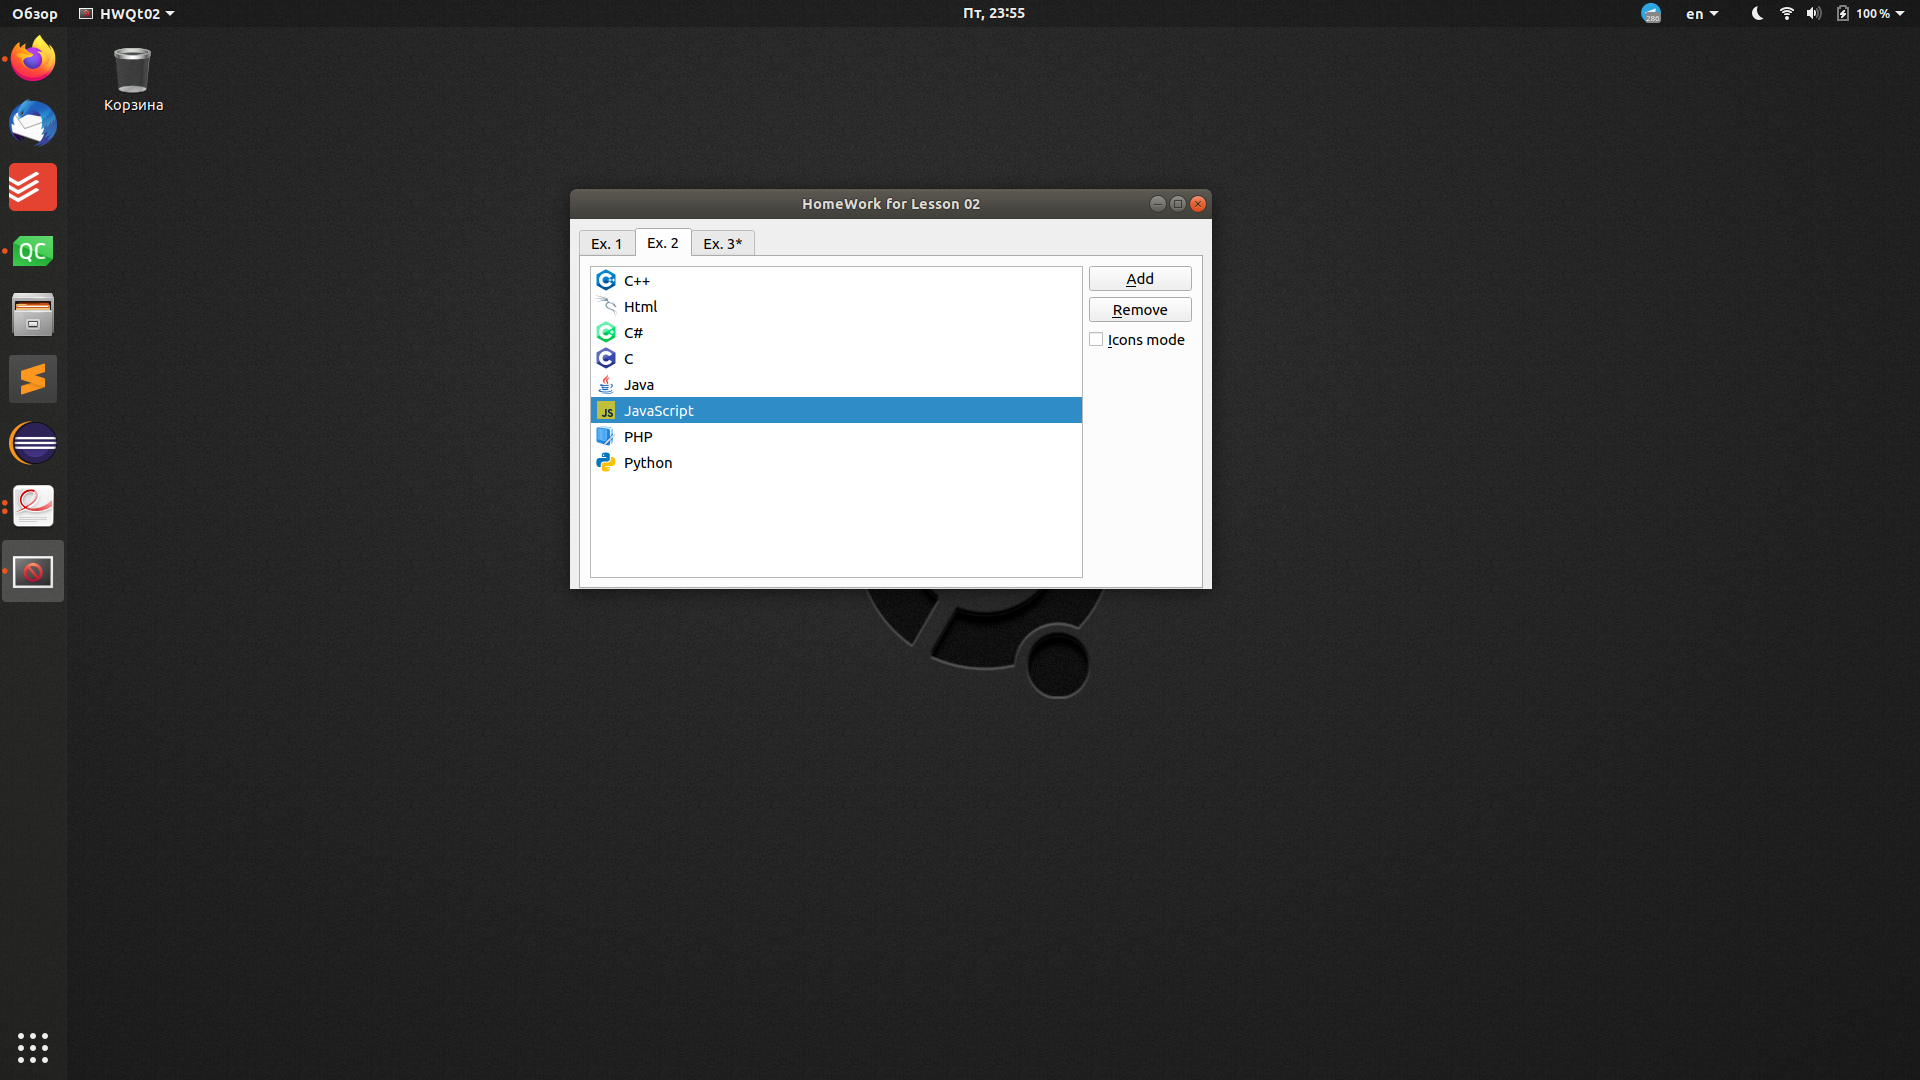 Обзор HWQt02 Пт, 23:55 286 en 100 %
Корзина
HomeWork for Lesson 02
Ex. 1 Ex. 2 Ex. 3*
C++
Html
C#
C
Java
JS JavaScript
PHP
Python
Add
Remove
Icons mode
QC